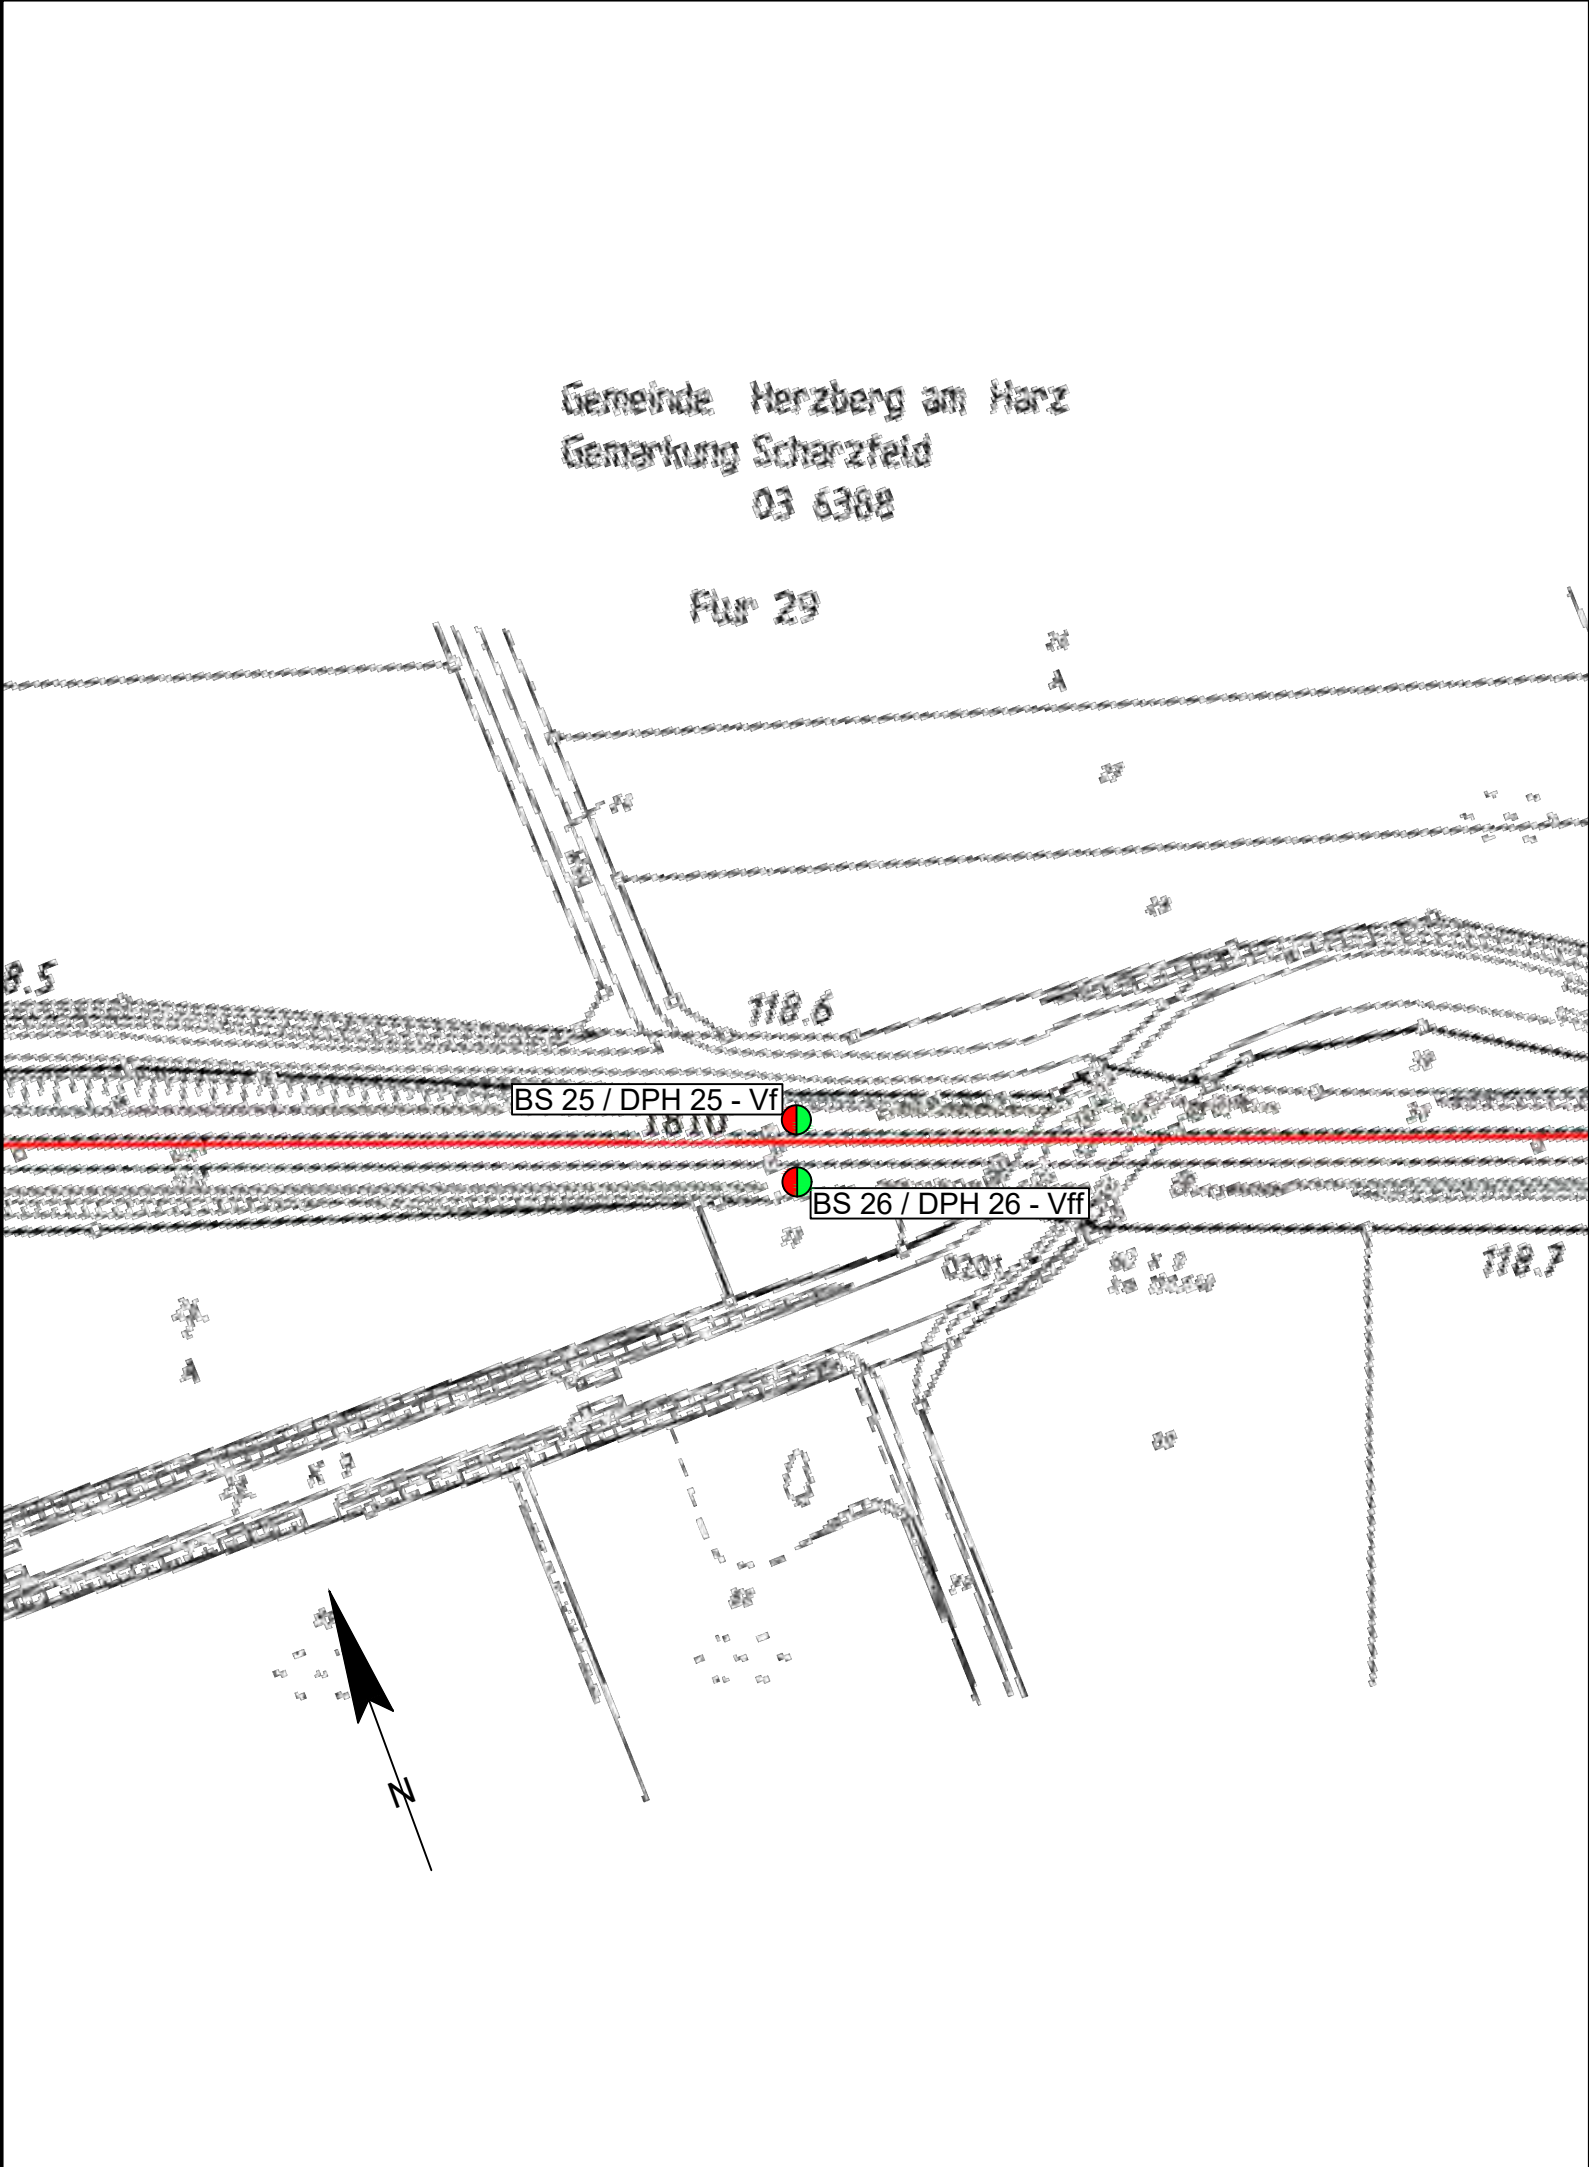 Gemeinde Herzberg am Harz
Gemarkung Scharzfeld
03 6388
Flur 29
8.5
118.6
BS 25 / DPH 25 - Vf
1810
BS 26 / DPH 26 - Vff
118.7
N